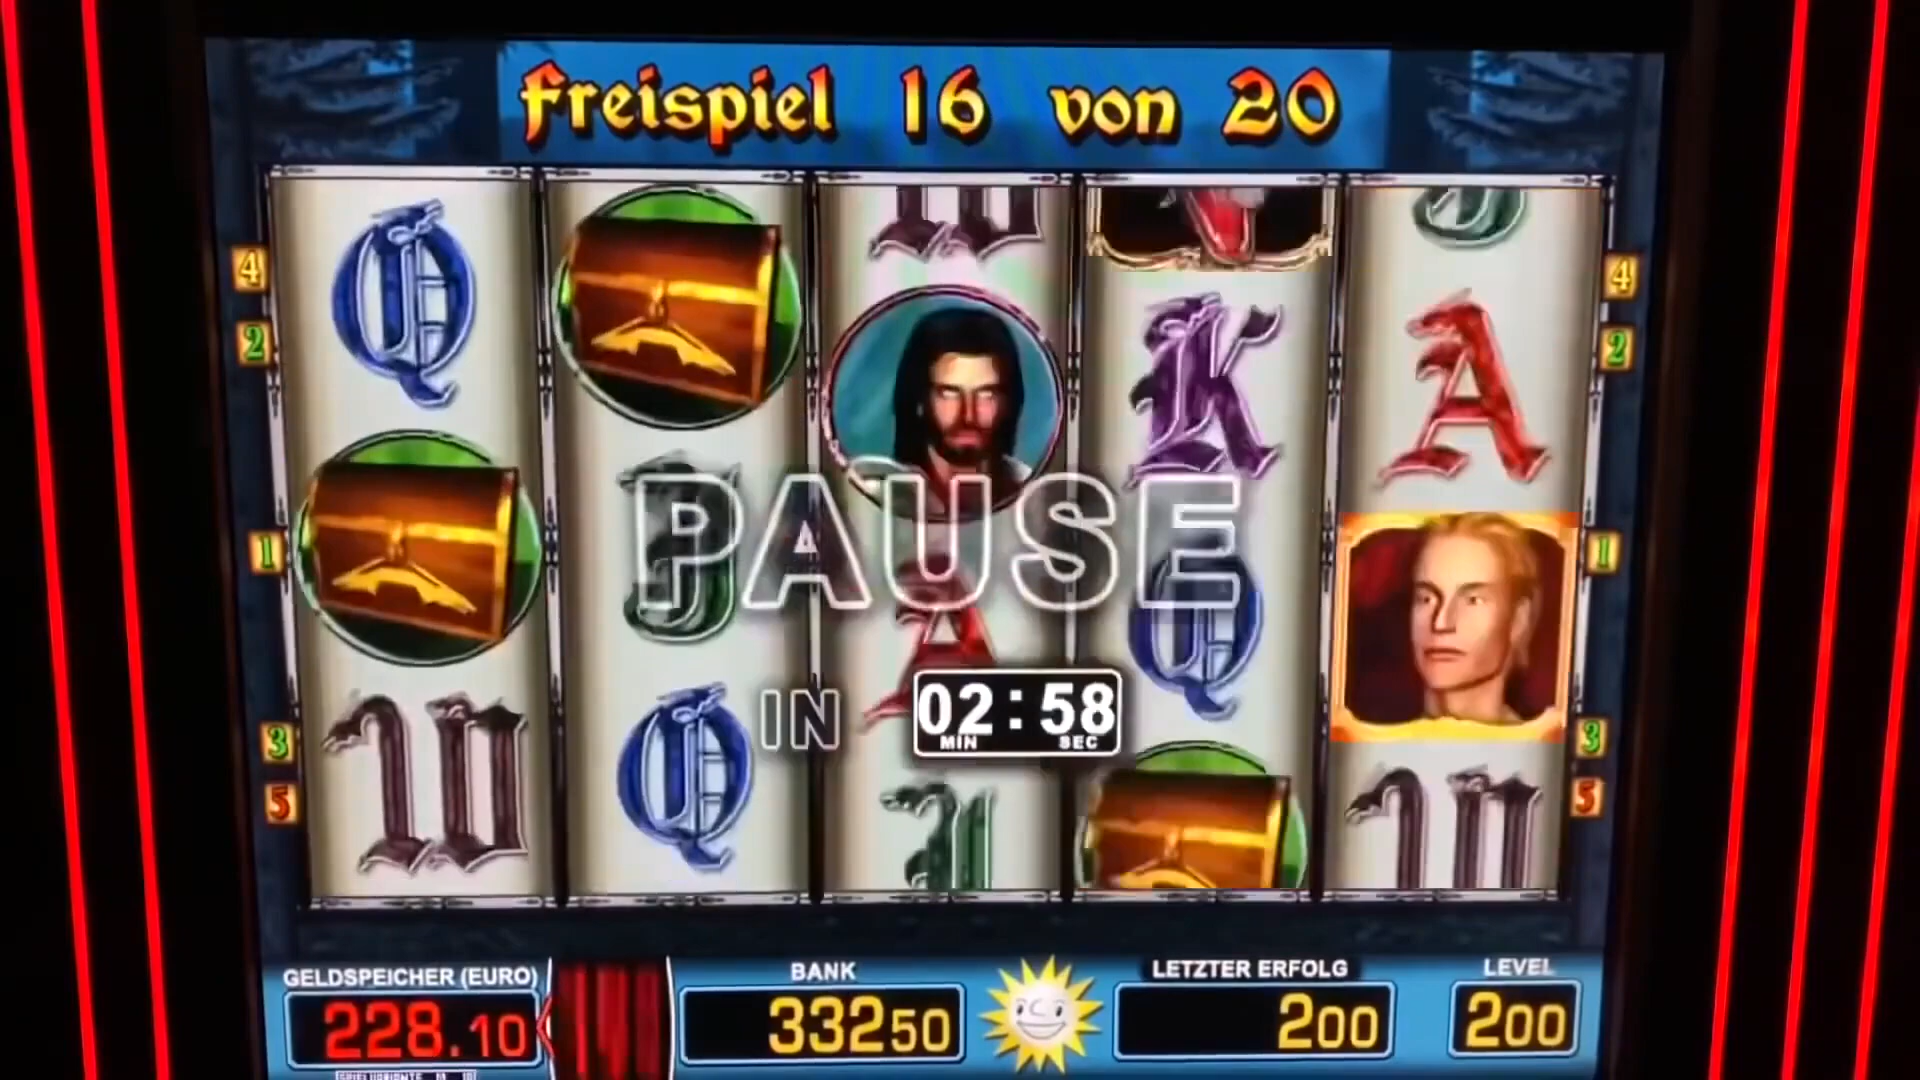 Freispiel 16 von 20
4 4
2 2
1 1
3 3
5 5
Q
K A
J
A Q
Q
J
PAUSE
IN 02:58
MIN SEC
GELDSPEICHER (EURO) BANK LETZTER ERFOLG LEVEL
228.10 33250 200 200